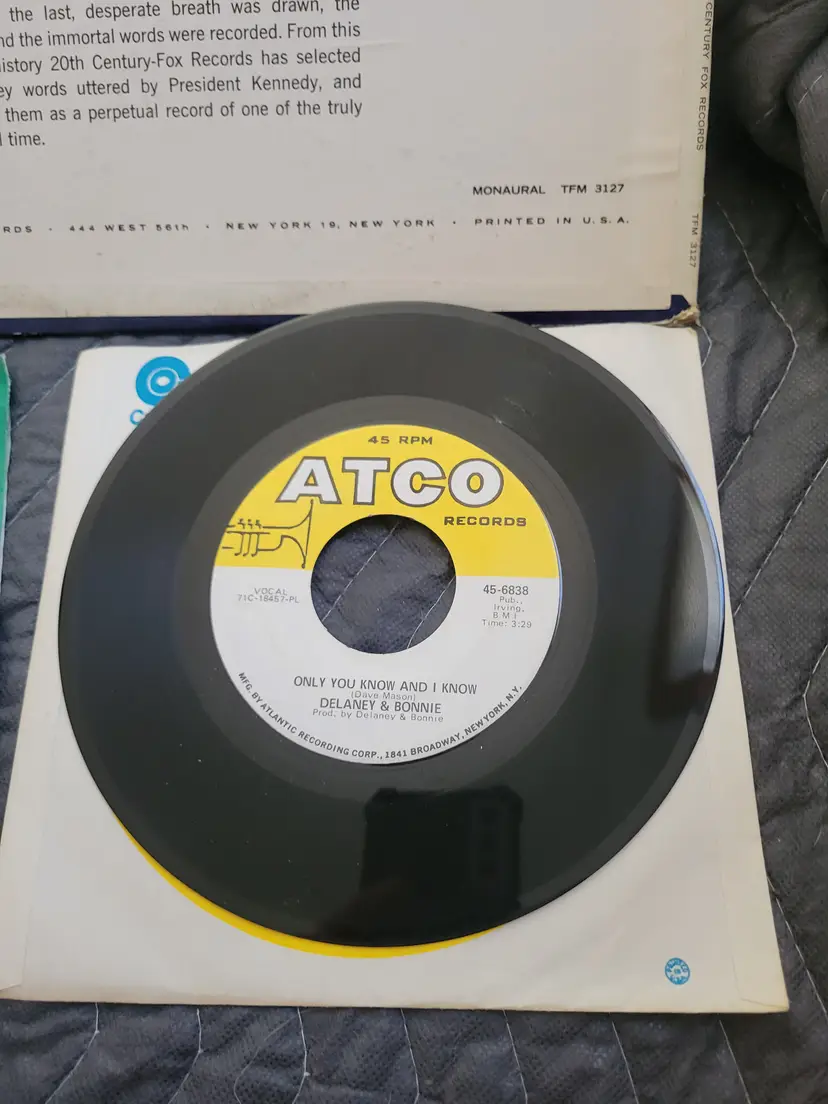 the last, desperate breath was drawn, the
nd the immortal words were recorded. From this
istory 20th Century-Fox Records has selected
ey words uttered by President Kennedy, and
them as a perpetual record of one of the truly
time.
CENTURY FOX RECORDS
MONAURAL TFM 3127
RDS · 444 WEST 56th · NEW YORK 19, NEW YORK · PRINTED IN U.S.A.
TFM 3127
45 RPM
ATCO
RECORDS
VOCAL
71C-18457-PL
45-6838
Pub.,
Irving,
BMI
Time: 3:29
ONLY YOU KNOW AND I KNOW
(Dave Mason)
DELANEY & BONNIE
Prod. by Delaney & Bonnie
MFG. BY ATLANTIC RECORDING CORP., 1841 BROADWAY, NEW YORK, N.Y.